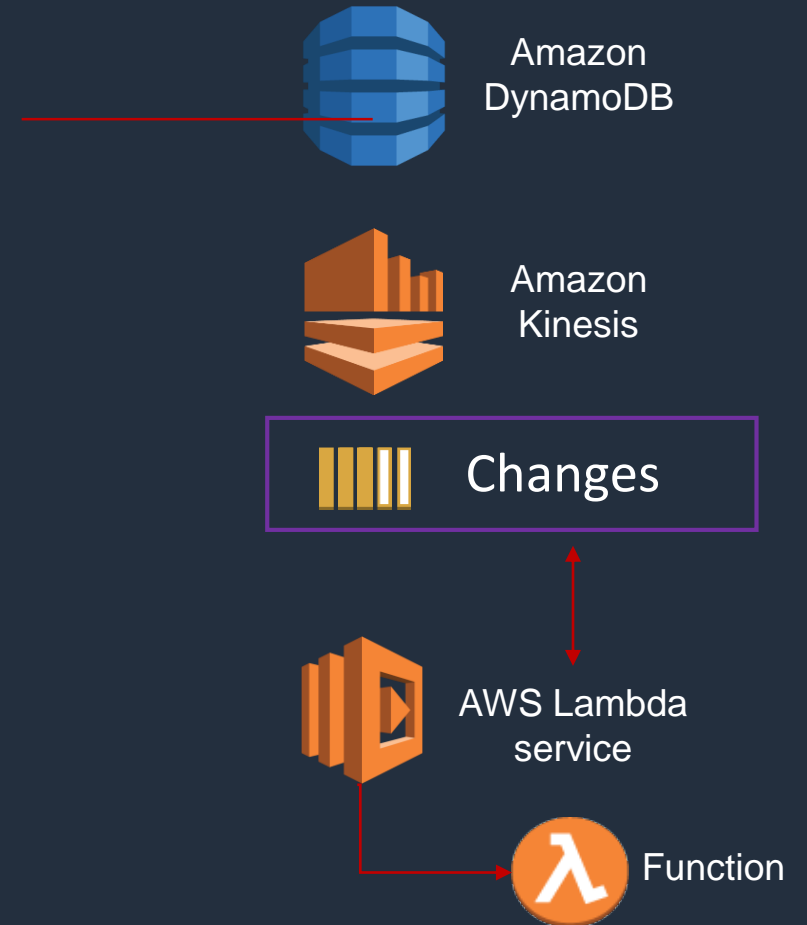 Amazon
DynamoDB
Amazon
Kinesis
Changes
AWS Lambda
service
λ
Function